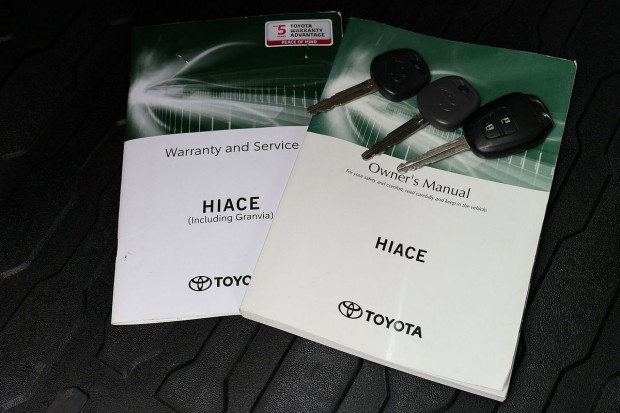 5
TOYOTA
WARRANTY
ADVANTAGE
PEACE OF MIND
Warranty and Service
HIACE
(Including Granvia)
TOYO
Owner's Manual
For your safety and comfort, read carefully and keep in the vehicle.
HIACE
TOYOTA